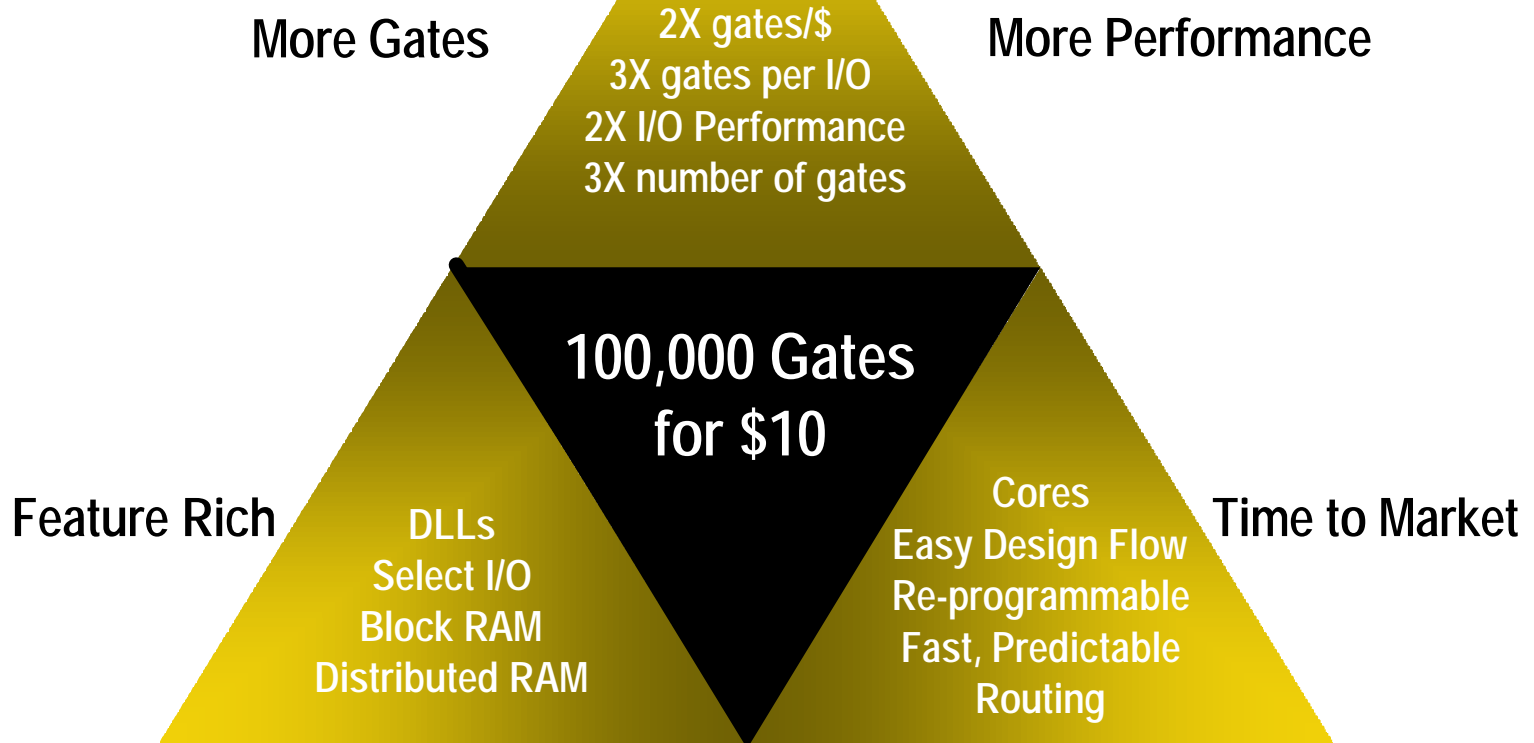 More Gates
2X gates/$
3X gates per I/O
2X I/O Performance
3X number of gates
More Performance
100,000 Gates
for $10
Feature Rich
DLLs
Select I/O
Block RAM
Distributed RAM
Cores
Easy Design Flow
Re-programmable
Fast, Predictable
Routing
Time to Market